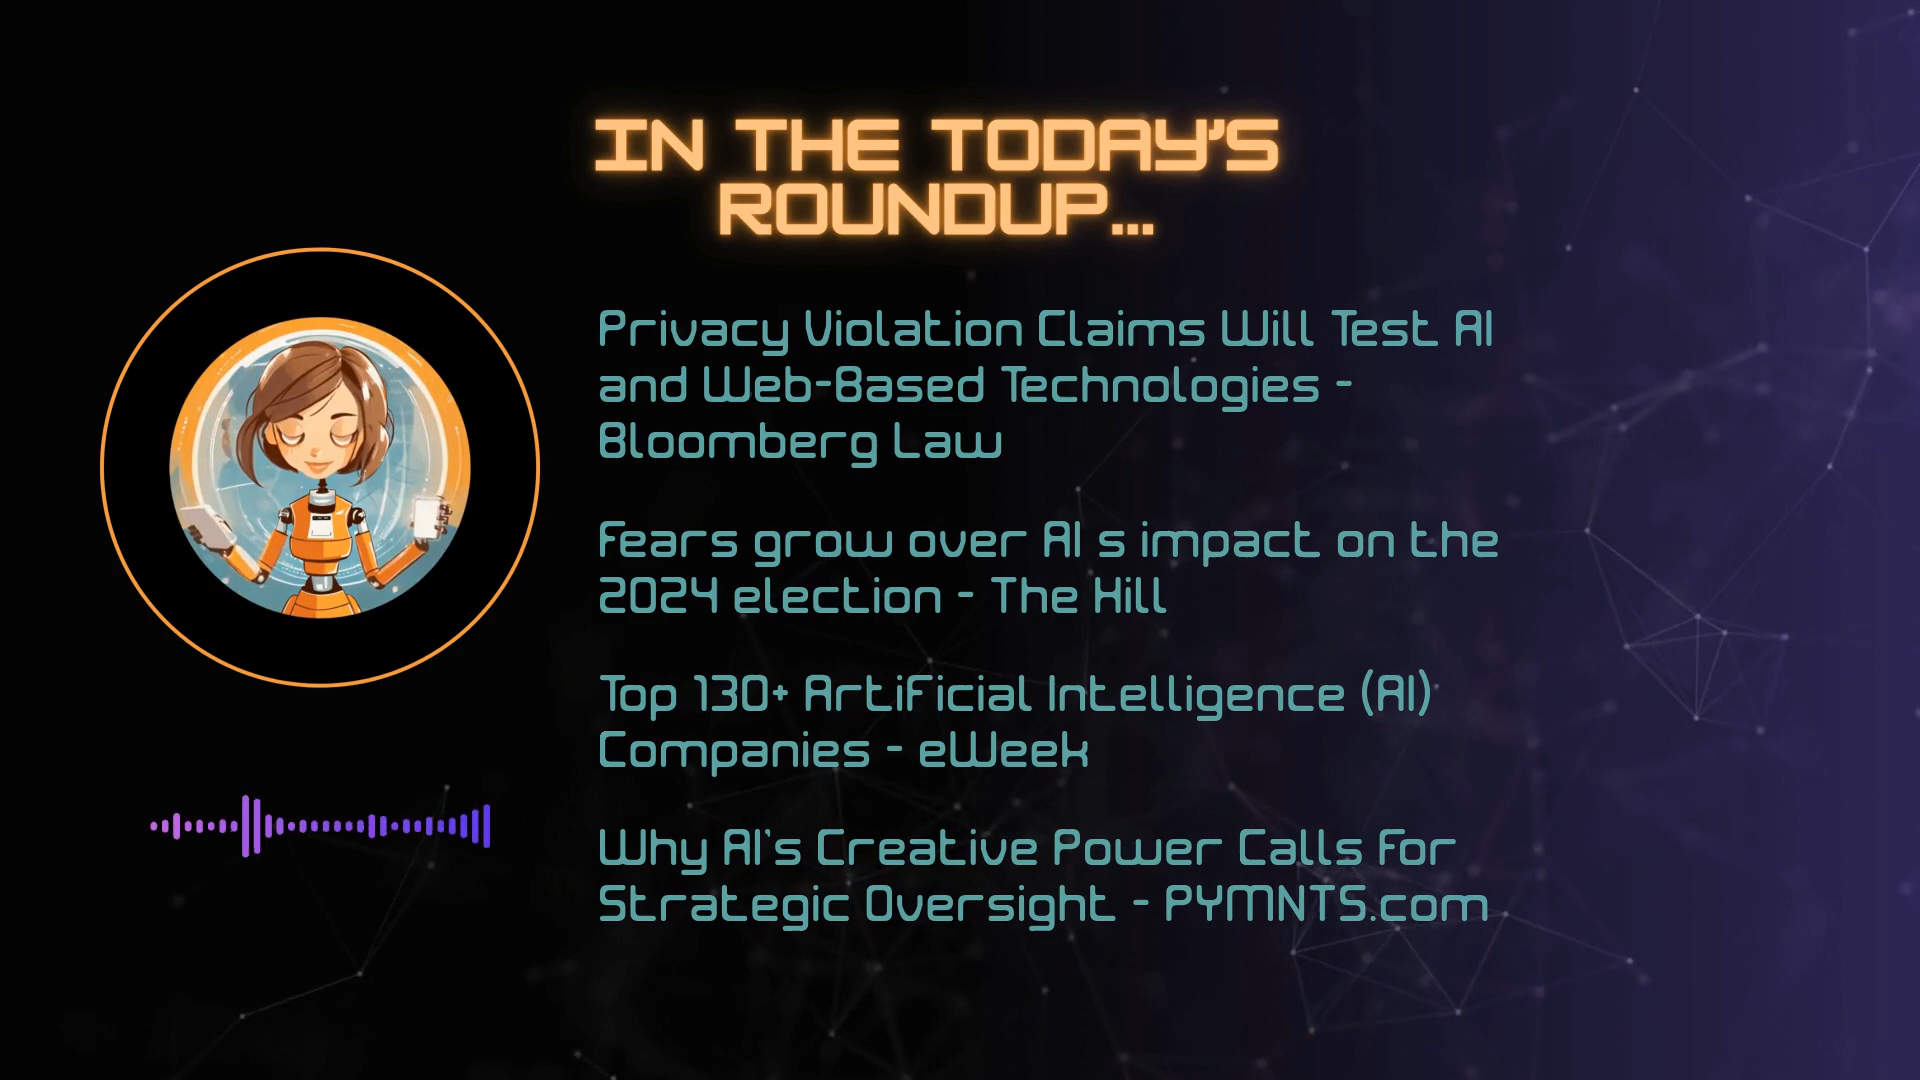 IN THE TODAY'S
ROUNDUP...
Privacy Violation Claims Will Test AI
and Web-Based Technologies -
Bloomberg Law
Fears grow over AI s impact on the
2024 election - The Hill
Top 130+ Artificial Intelligence (AI)
Companies - eWeek
Why AI's Creative Power Calls for
Strategic Oversight - PYMNTS.com